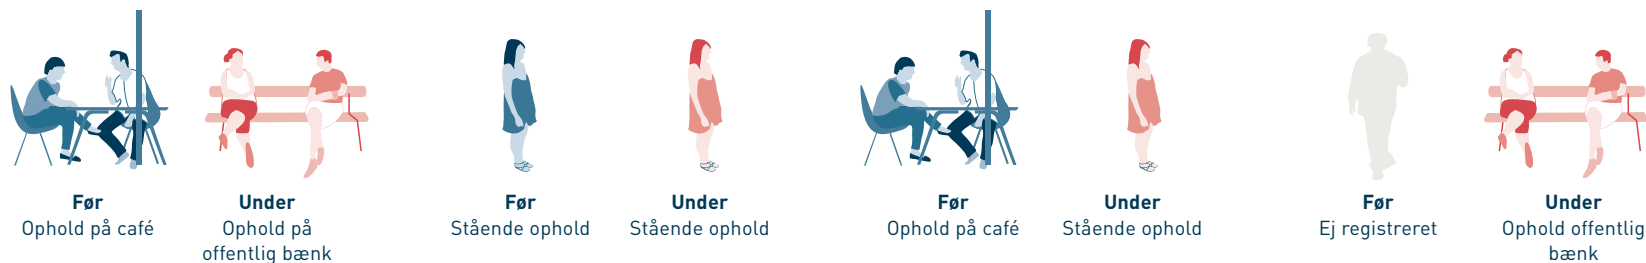 Før
Ophold på café
Under
Ophold på
offentlig bænk
Før
Stående ophold
Under
Stående ophold
Før
Ophold på café
Under
Stående ophold
Før
Ej registreret
Under
Ophold offentlig
bænk